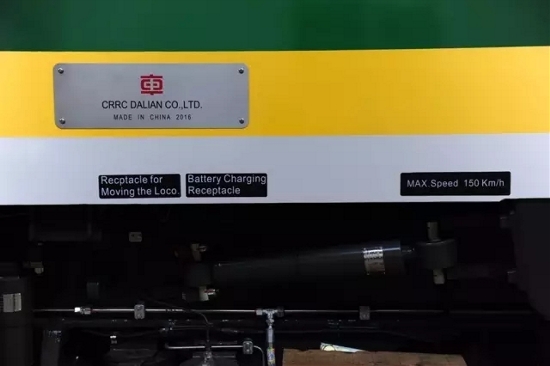 CRRC DALIAN CO.,LTD.
MADE IN CHINA 2016
Recptacle for
Moving the Loco.
Battery Charging
Receptacle
MAX.Speed 150 Km/h